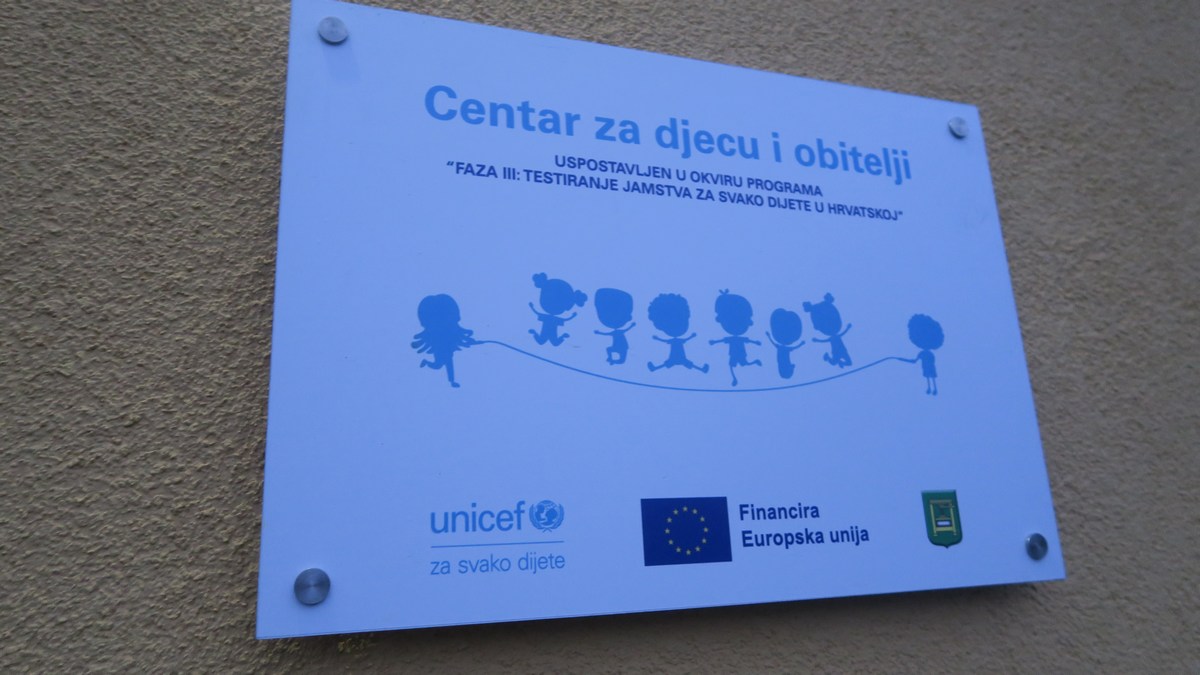 Centar za djecu i obitelji
USPOSTAVLJEN U OKVIRU PROGRAMA
“FAZA III: TESTIRANJE JAMSTVA ZA SVAKO DIJETE U HRVATSKOJ”
unicef
za svako dijete
Financira
Europska unija